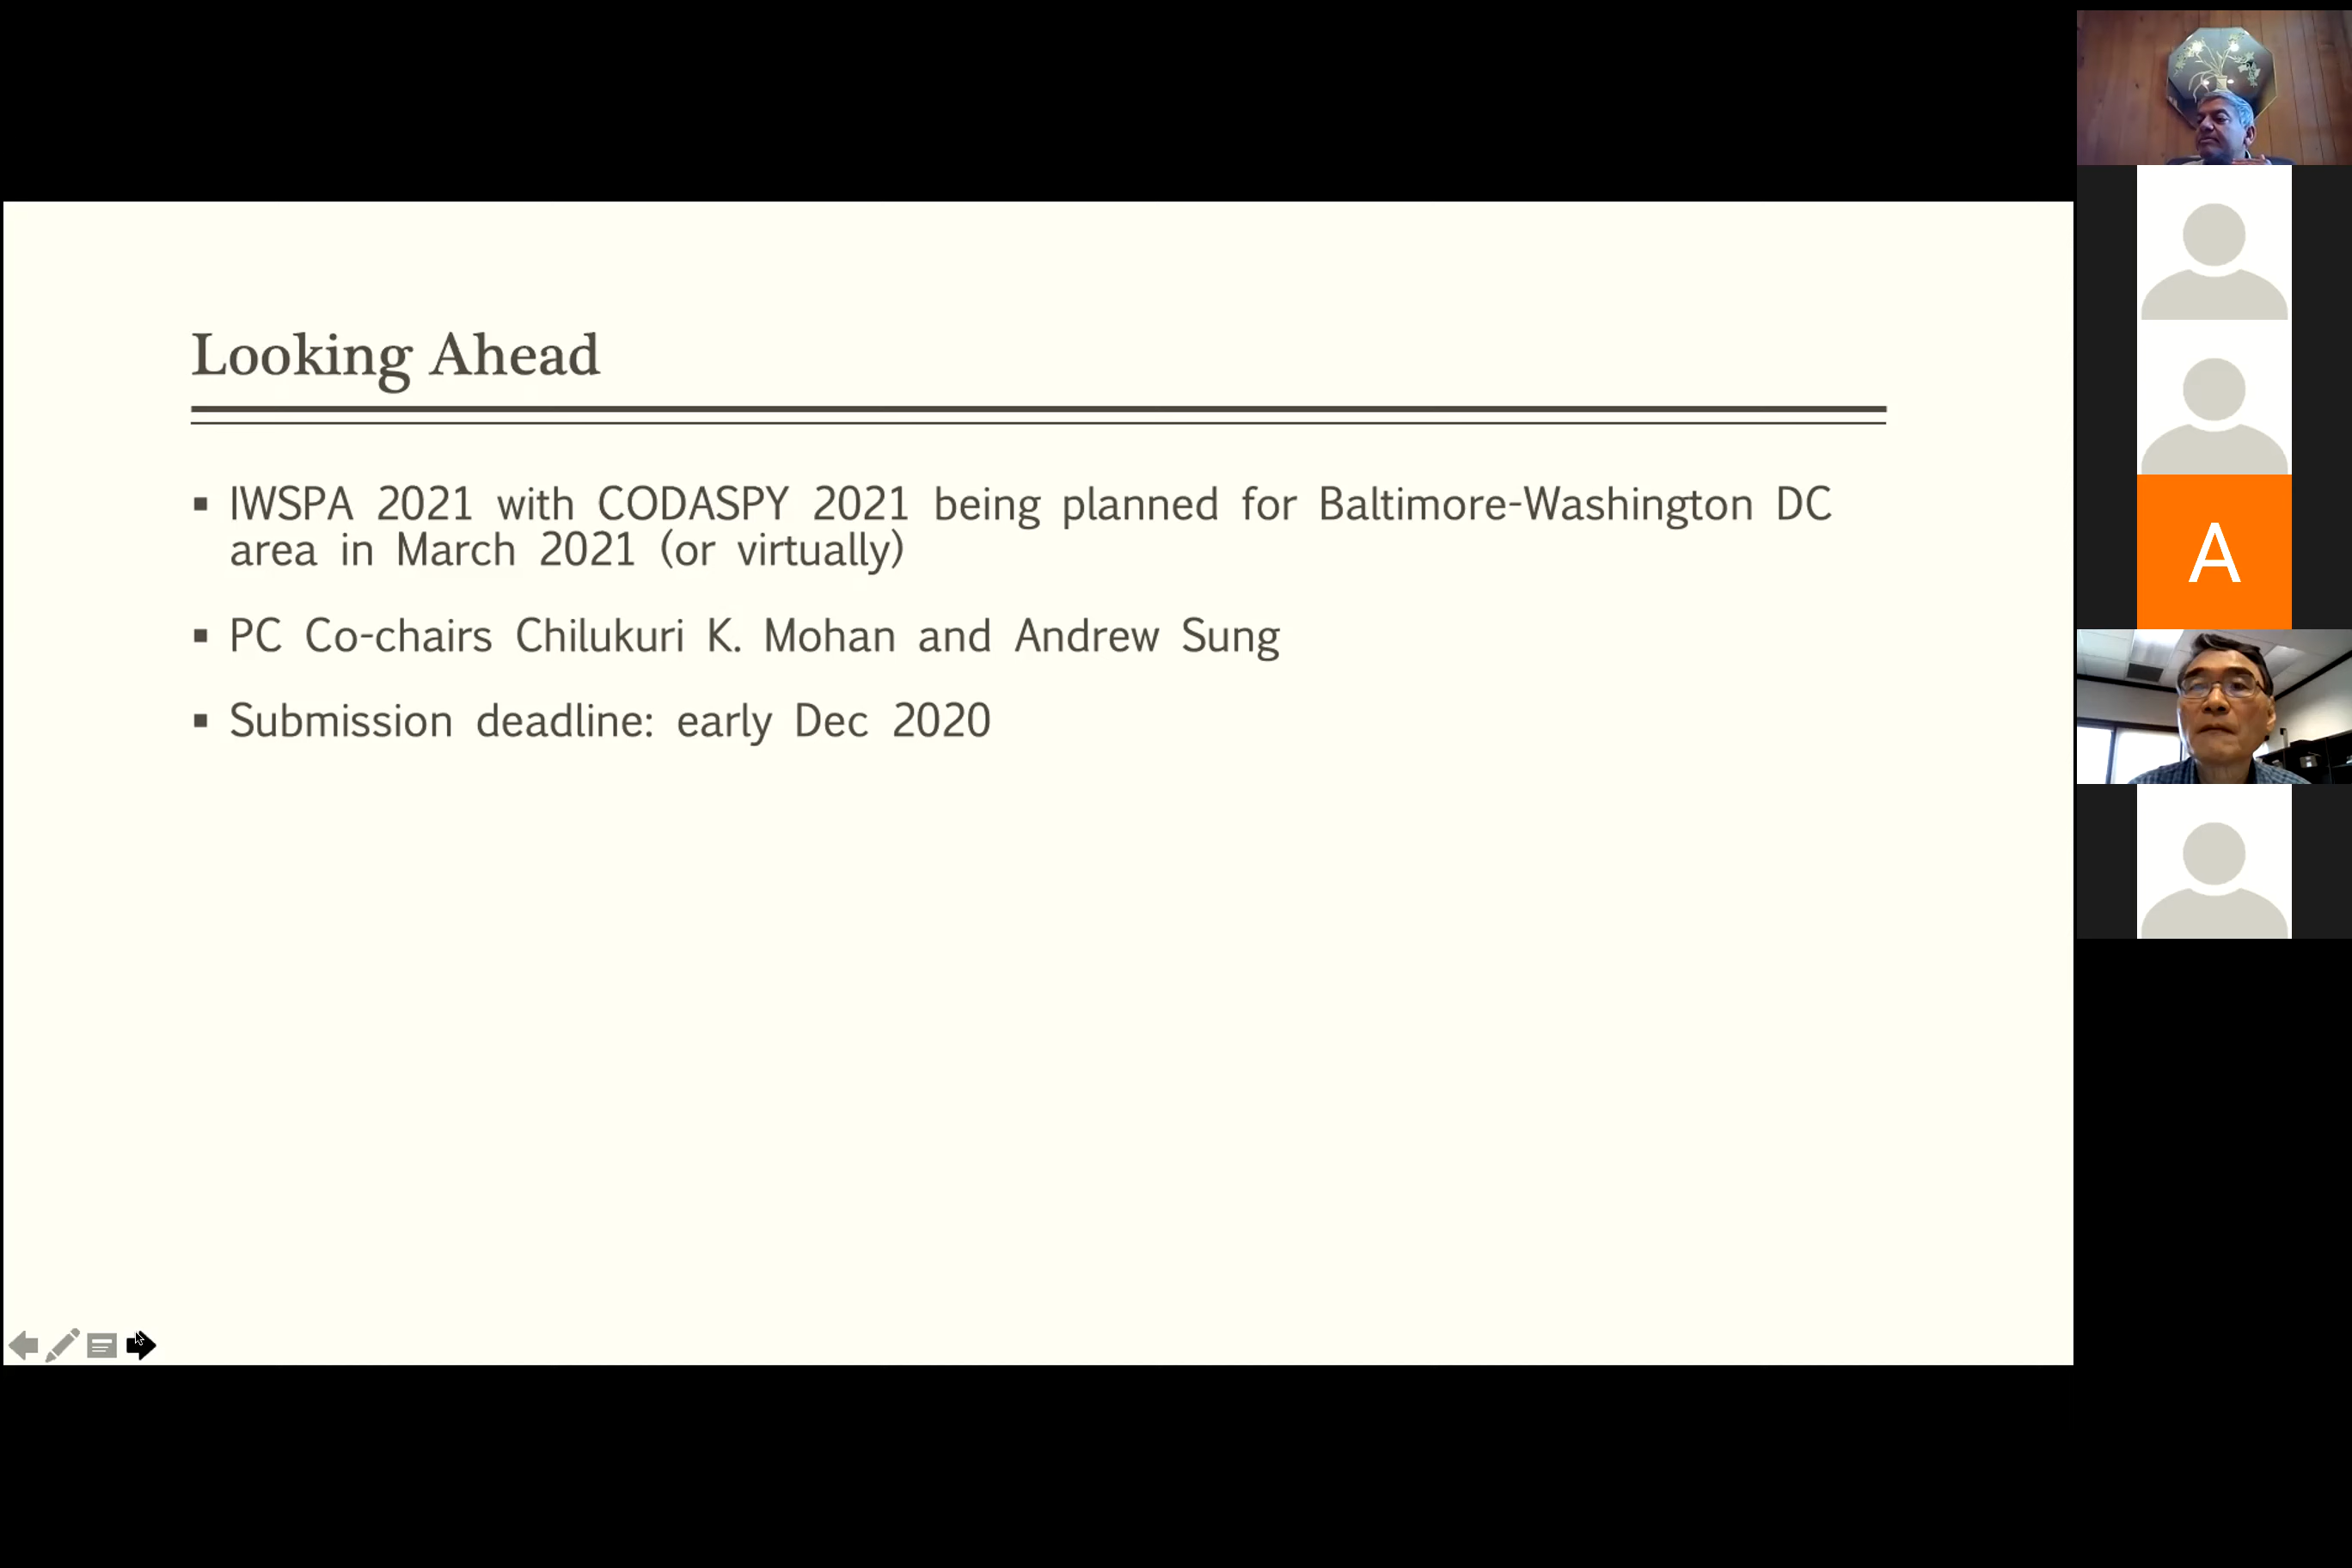 Looking Ahead
▪ IWSPA 2021 with CODASPY 2021 being planned for Baltimore-Washington DC
area in March 2021 (or virtually)
▪ PC Co-chairs Chilukuri K. Mohan and Andrew Sung
▪ Submission deadline: early Dec 2020
A